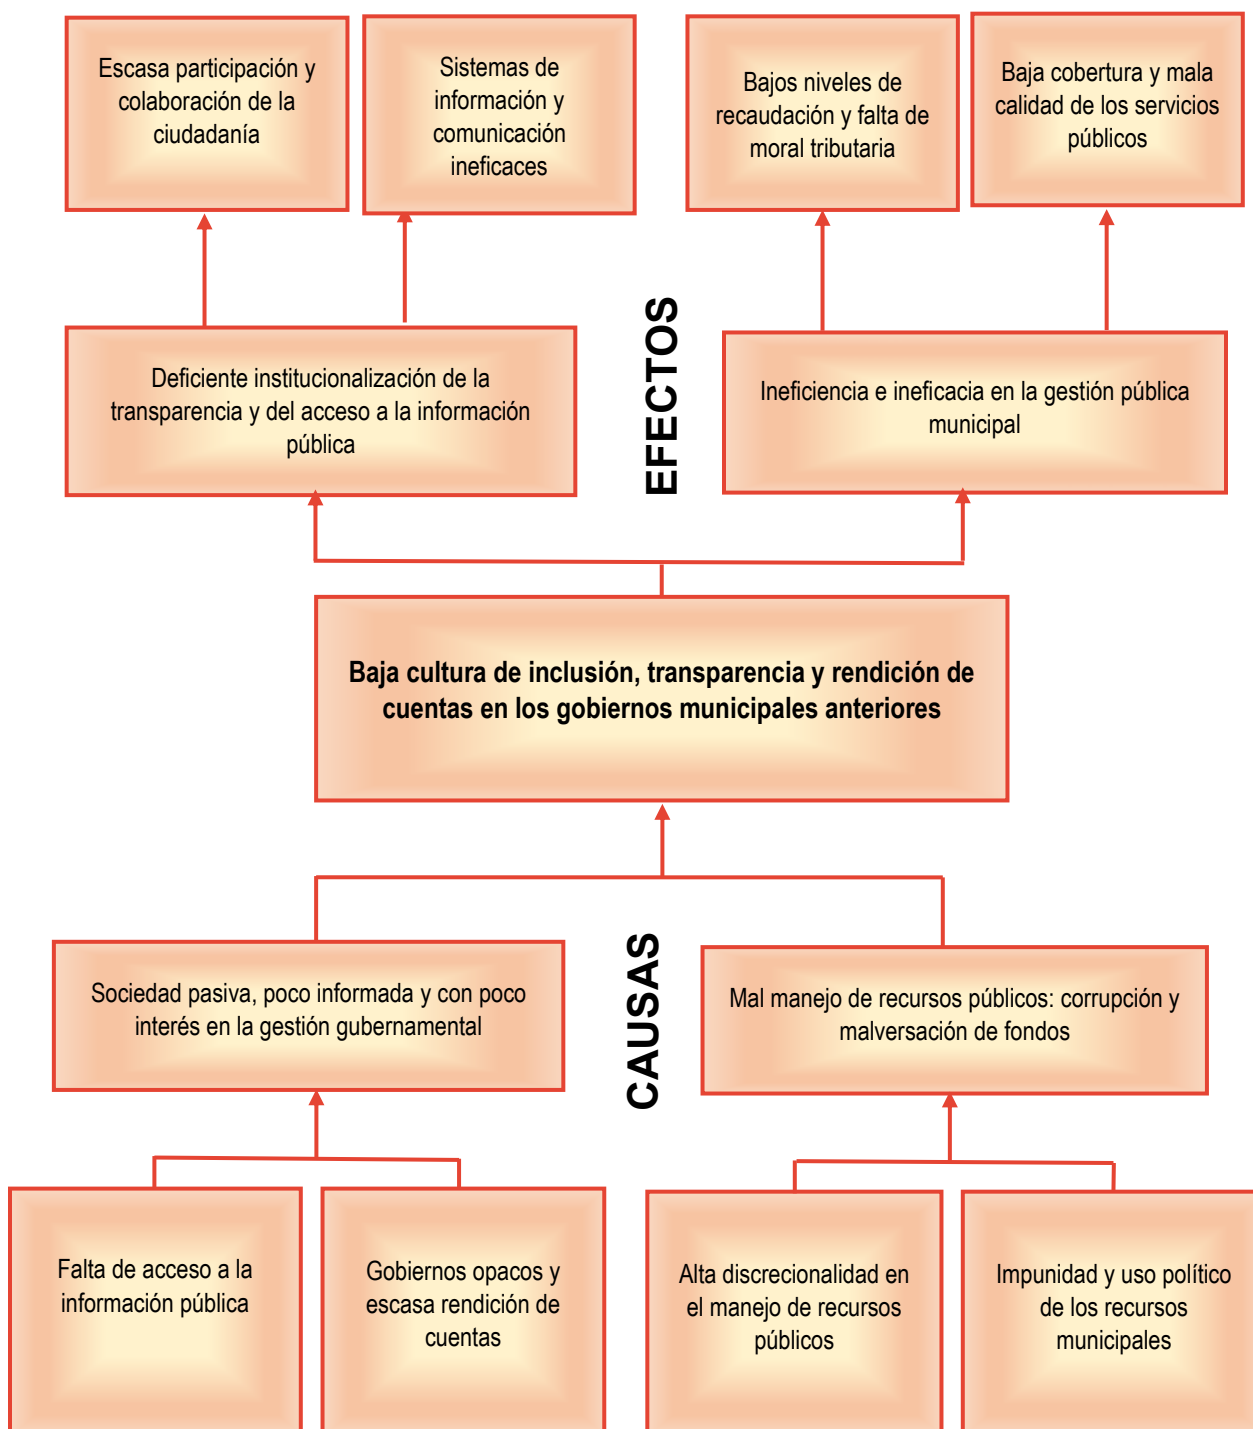 Escasa participación y
colaboración de la
ciudadanía
Sistemas de
información y
comunicación
ineficaces
Bajos niveles de
recaudación y falta de
moral tributaria
Baja cobertura y mala
calidad de los servicios
públicos
EFECTOS
Deficiente institucionalización de la
transparencia y del acceso a la información
pública
Ineficiencia e ineficacia en la gestión pública
municipal
Baja cultura de inclusión, transparencia y rendición de
cuentas en los gobiernos municipales anteriores
CAUSAS
Sociedad pasiva, poco informada y con poco
interés en la gestión gubernamental
Mal manejo de recursos públicos: corrupción y
malversación de fondos
Falta de acceso a la
información pública
Gobiernos opacos y
escasa rendición de
cuentas
Alta discrecionalidad en
el manejo de recursos
públicos
Impunidad y uso político
de los recursos
municipales